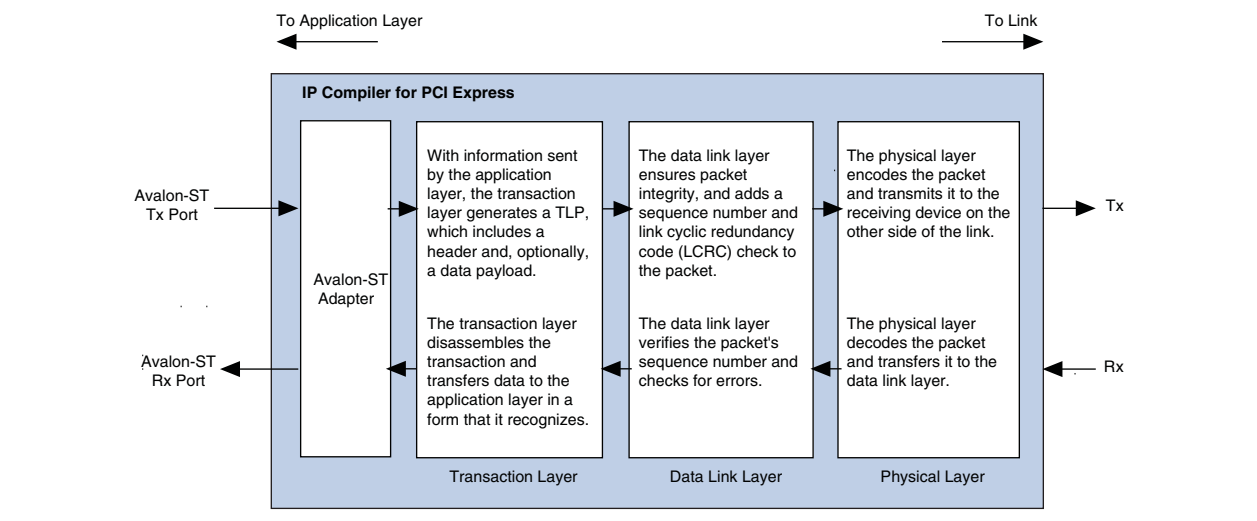 To Application Layer
To Link
IP Compiler for PCI Express
Avalon-ST
Tx Port
Avalon-ST
Rx Port
Avalon-ST
Adapter
With information sent
by the application
layer, the transaction
layer generates a TLP,
which includes a
header and, optionally,
a data payload.
The transaction layer
disassembles the
transaction and
transfers data to the
application layer in a
form that it recognizes.
Transaction Layer
The data link layer
ensures packet
integrity, and adds a
sequence number and
link cyclic redundancy
code (LCRC) check to
the packet.
The data link layer
verifies the packet's
sequence number and
checks for errors.
Data Link Layer
The physical layer
encodes the packet
and transmits it to the
receiving device on the
other side of the link.
The physical layer
decodes the packet
and transfers it to the
data link layer.
Physical Layer
Tx
Rx